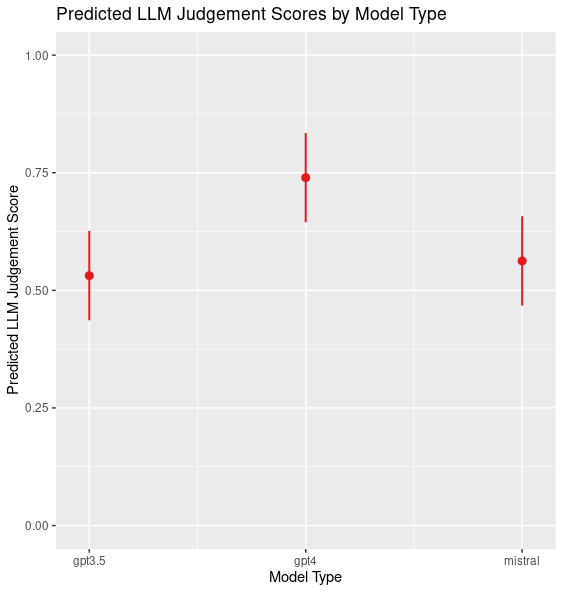 Predicted LLM Judgement Scores by Model Type
Predicted LLM Judgement Score
1.00
0.75
0.50
0.25
0.00
gpt3.5 gpt4 mistral
Model Type